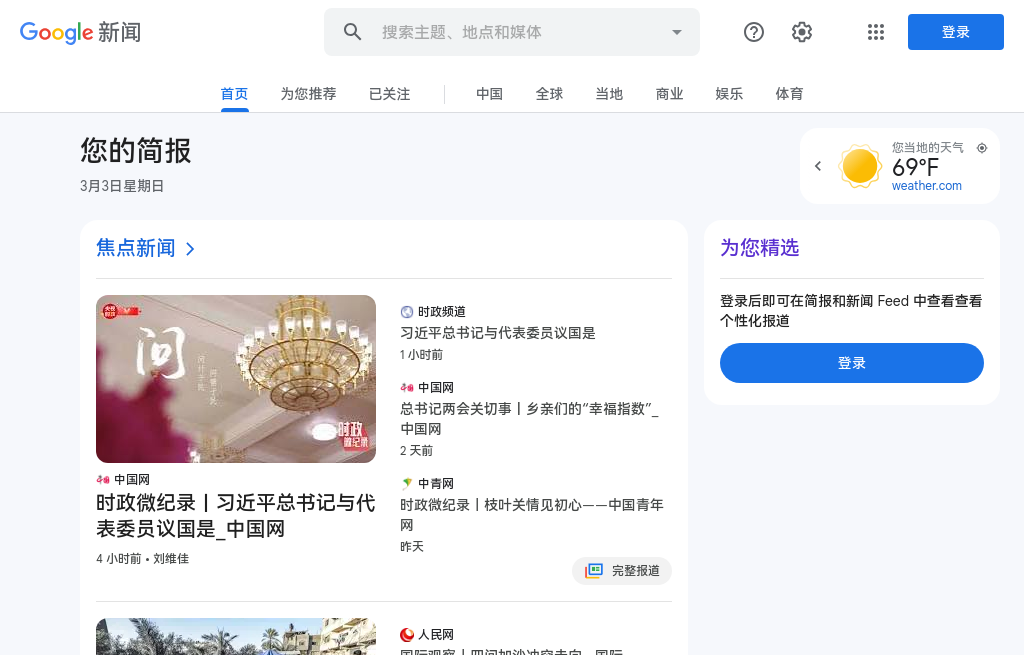 Google 新闻
搜索主题、地点和媒体
登录
首页 为您推荐 已关注 中国 全球 当地 商业 娱乐 体育
您的简报
3月3日星期日
您当地的天气
69°F
weather.com
焦点新闻
央视
时政
问
时政
微纪录
中国网
时政微纪录丨习近平总书记与代
表委员议国是_中国网
4 小时前 • 刘维佳
时政频道
习近平总书记与代表委员议国是
1 小时前
中国网
总书记两会关切事丨乡亲们的“幸福指数”_
中国网
2 天前
中青网
时政微纪录丨枝叶关情见初心——中国青年
网
昨天
完整报道
人民网
为您精选
登录后即可在简报和新闻 Feed 中查看查看
个性化报道
登录